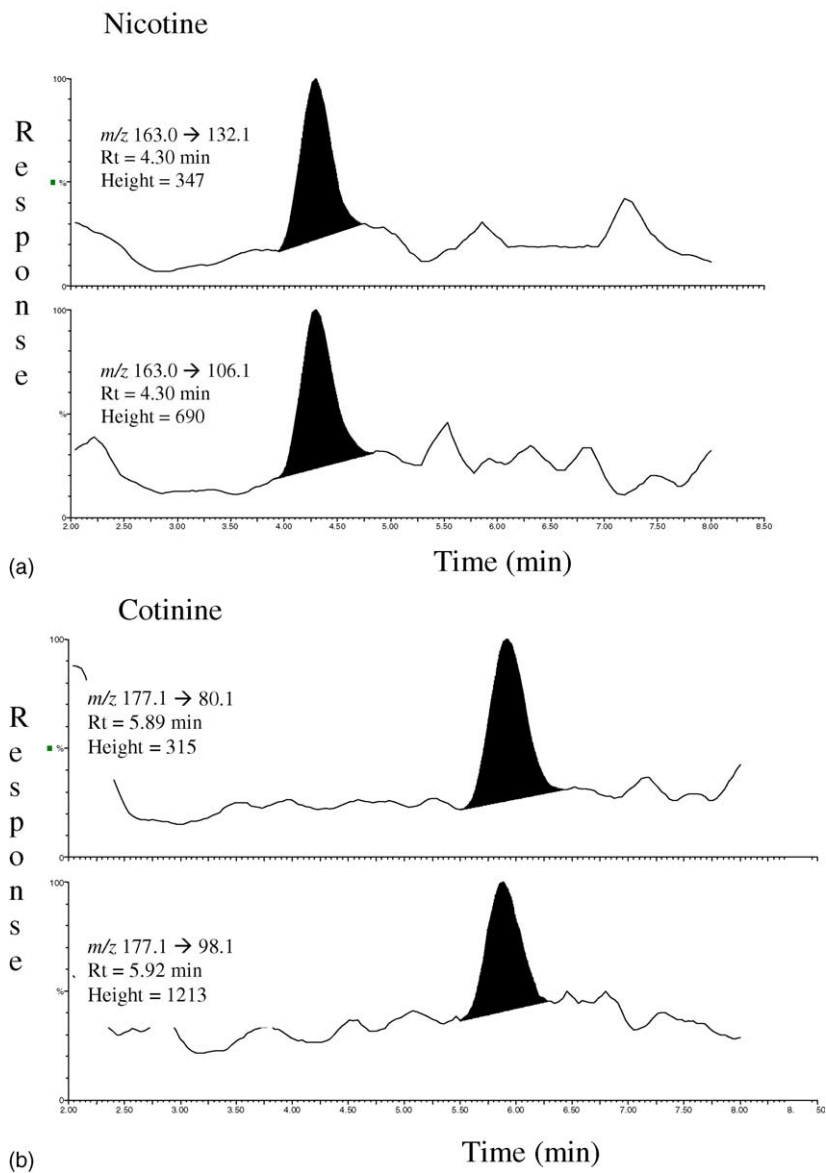 Nicotine
Response
100
%
0
m/z 163.0 → 132.1
Rt = 4.30 min
Height = 347
%
0
m/z 163.0 → 106.1
Rt = 4.30 min
Height = 690
2.00 2.50 3.00 3.50 4.00 4.50 5.00 5.50 6.00 6.50 7.00 7.50 8.00 8.50
Time (min)
(a)
Cotinine
Response
100
%
0
m/z 177.1 → 80.1
Rt = 5.89 min
Height = 315
100
%
0
m/z 177.1 → 98.1
Rt = 5.92 min
Height = 1213
2.00 2.50 3.00 3.50 4.00 4.50 5.00 5.50 6.00 6.50 7.00 7.50 8.00 8. 50
Time (min)
(b)